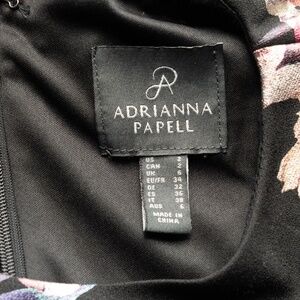 ADRIANNA
PAPELL
US 2
CAN 2
UK 6
EU/FR 34
DE 32
ES 36
IT 38
AUS 6
MADE IN
CHINA